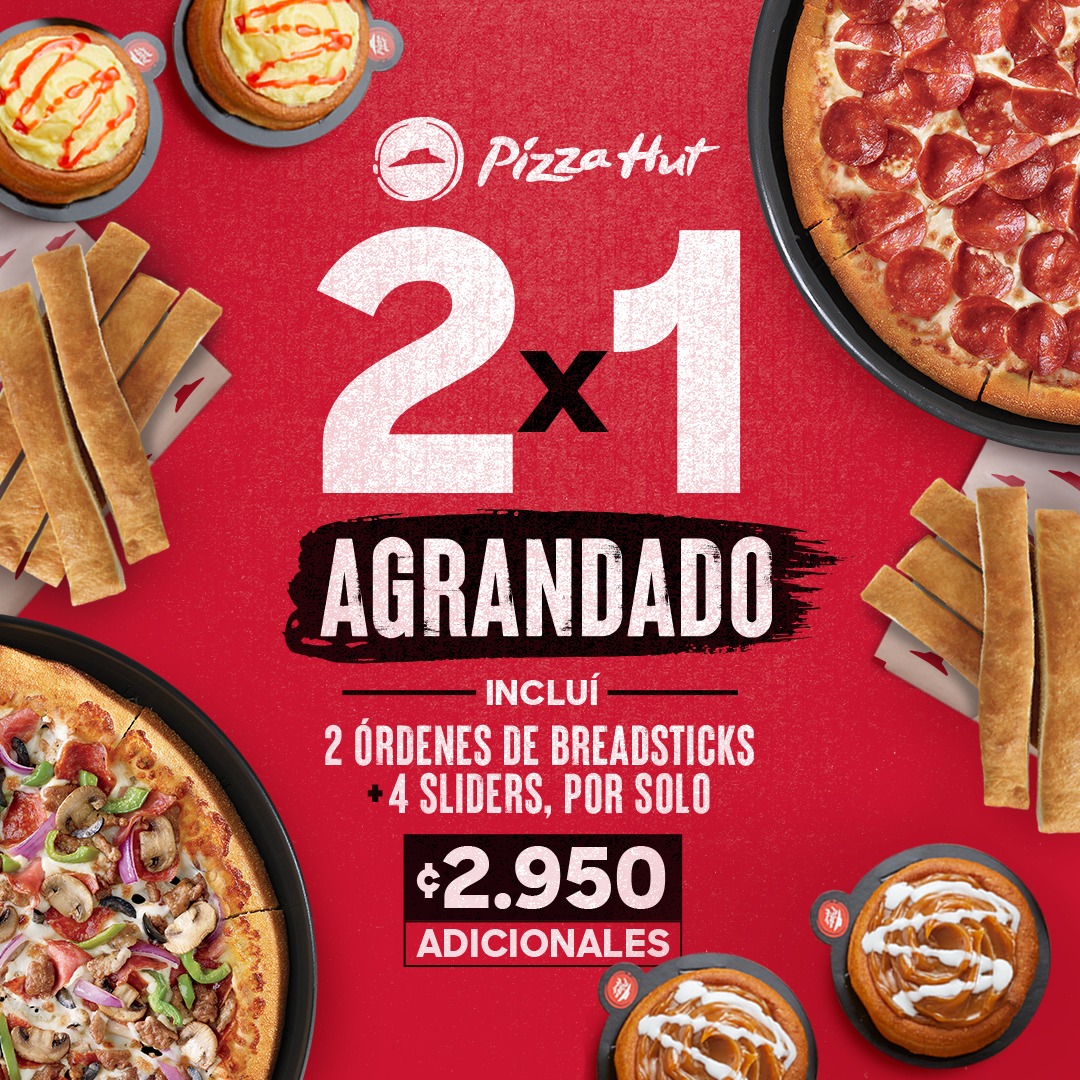 Pizza Hut
2x1
AGRANDADO
INCLUÍ
2 ÓRDENES DE BREADSTICKS
+4 SLIDERS, POR SOLO
¢2.950
ADICIONALES